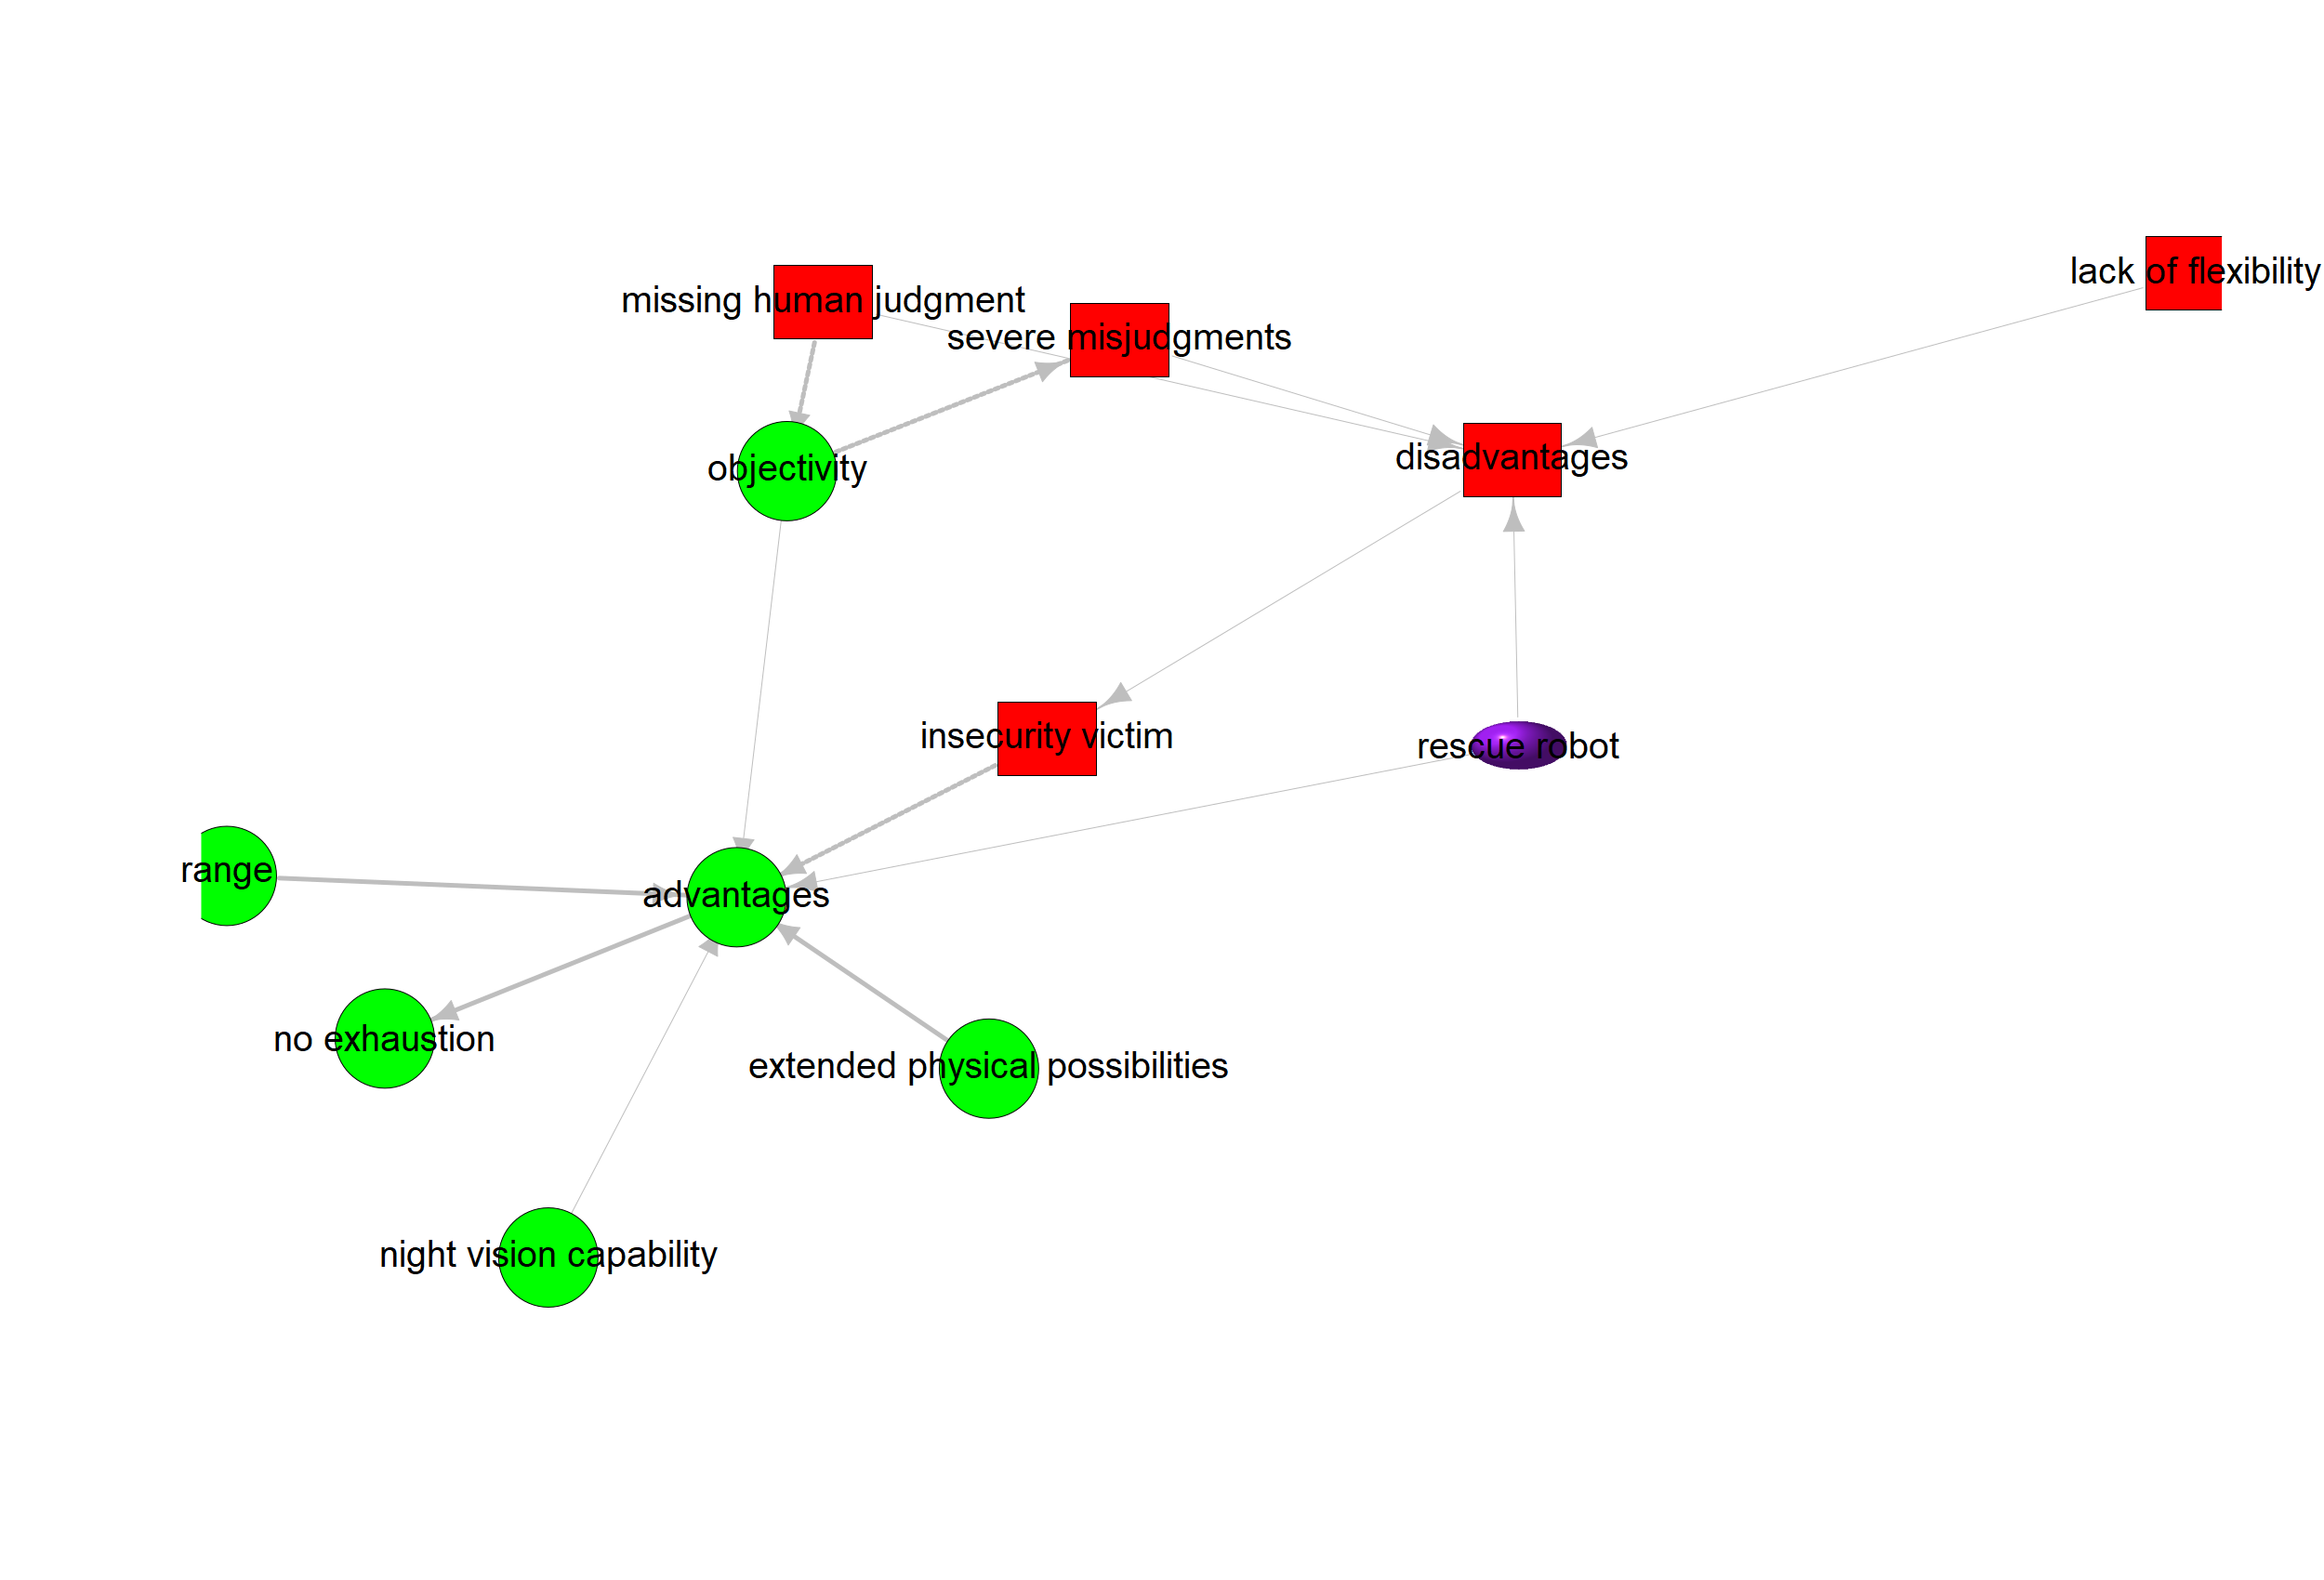 lack of flexibility
missing human judgment
severe misjudgments
disadvantages
objectivity
insecurity victim
rescue robot
range
advantages
no exhaustion
extended physical possibilities
night vision capability